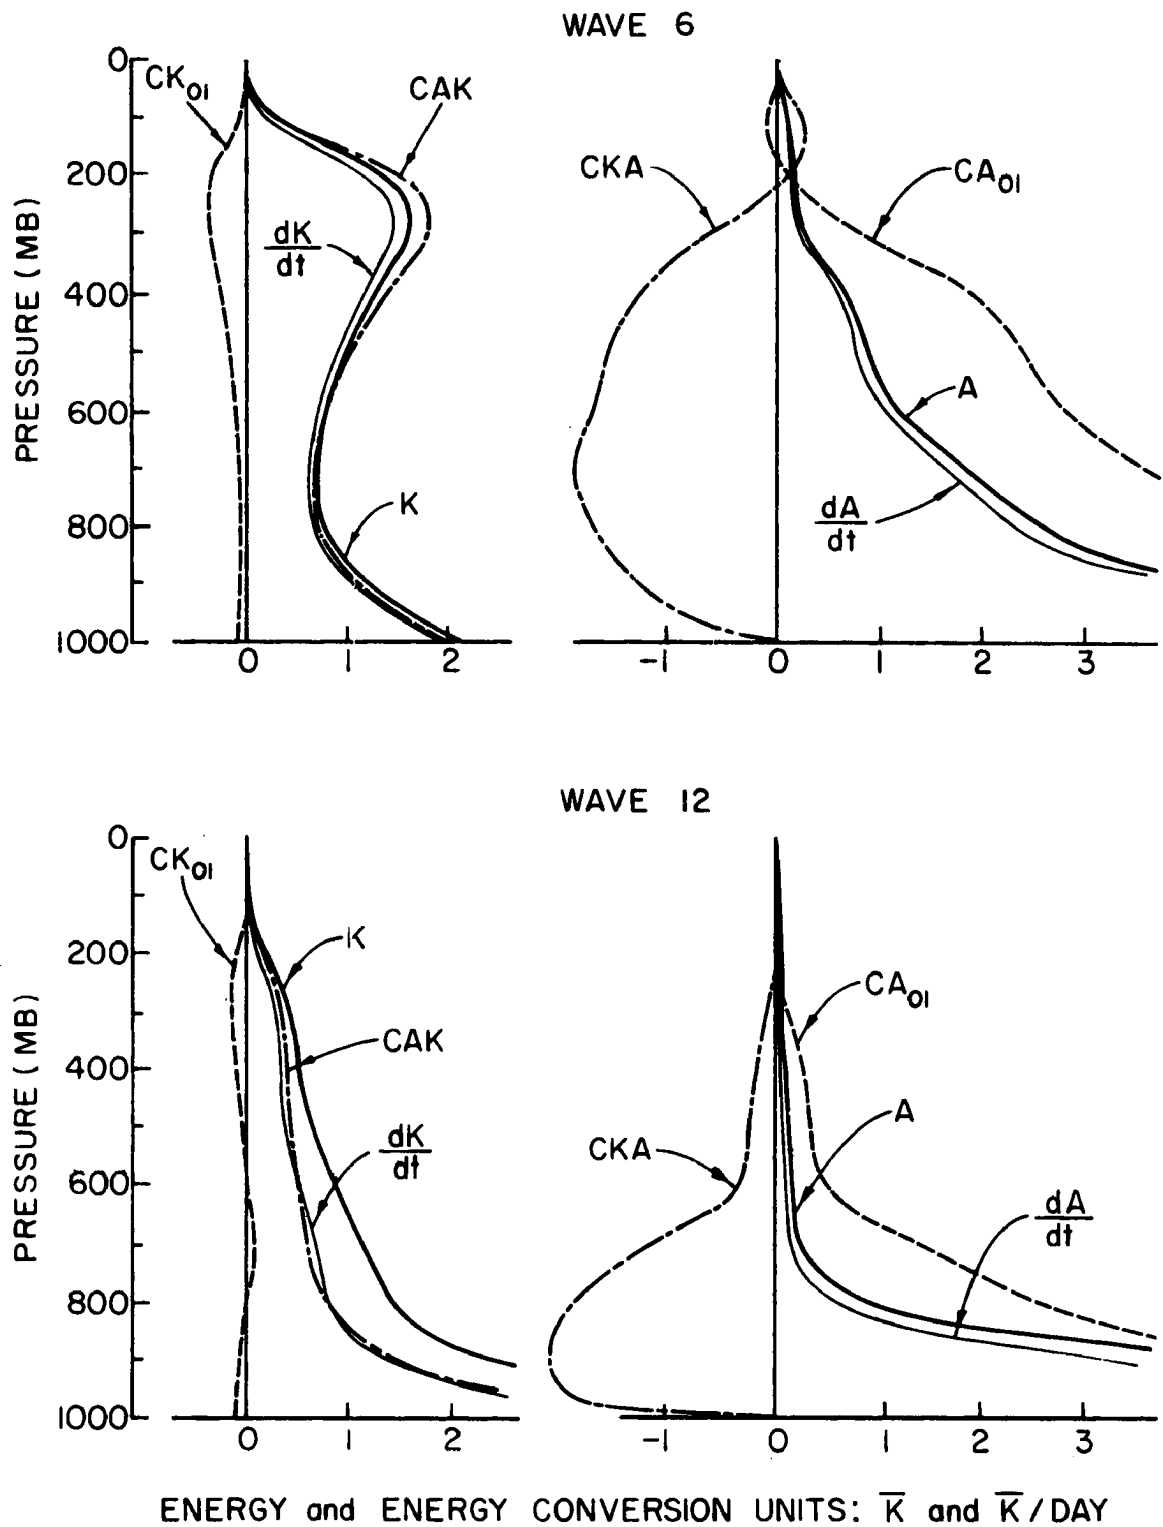 WAVE 6
0
200
400
600
800
1000
PRESSURE (MB)
CK01
CAK
dK
dt
K
0 1 2
CKA
CA01
A
dA
dt
-1 0 1 2 3
WAVE 12
0
200
400
600
800
1000
PRESSURE (MB)
CK01
K
CAK
dK
dt
0 1 2
CA01
A
CKA
dA
dt
-1 0 1 2 3
ENERGY and ENERGY CONVERSION UNITS: K̅ and K̅/DAY